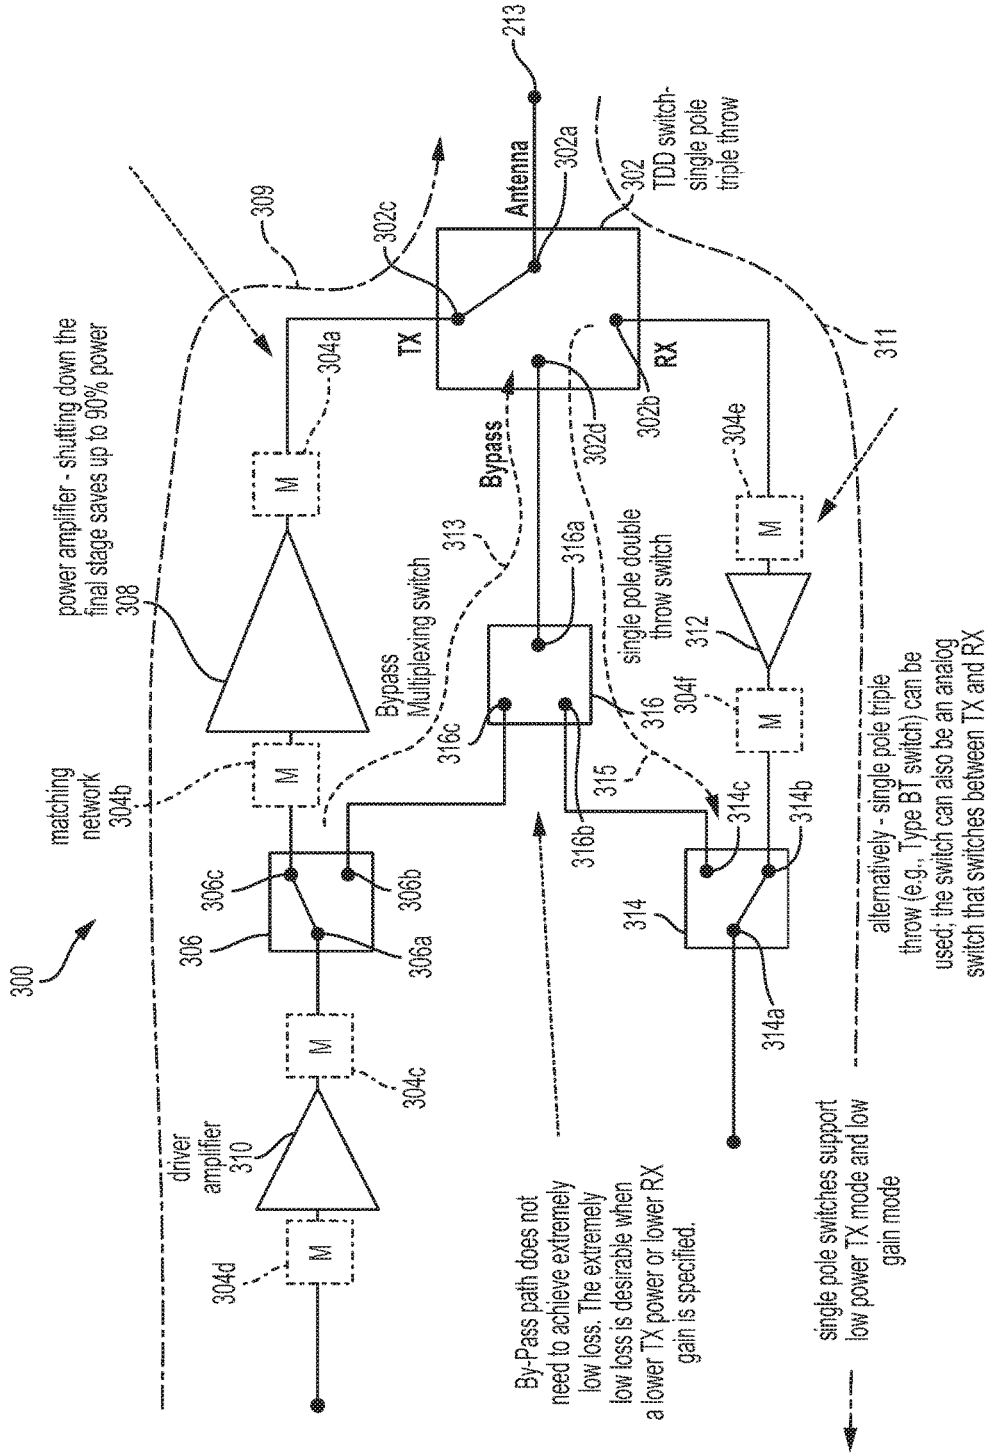 300
matching
network
304b
power amplifier - shutting down the
final stage saves up to 90% power
308
309
driver
amplifier
310
304d
M
M
304c
306
306a
306c
306b
M
M
304a
TX
302c
Antenna
213
302a
302
TDD switch-
single pole
triple throw
Bypass
Multiplexing switch
313
Bypass
316c
316a
316b
316
single pole double
throw switch
302d
302b
RX
311
315
By-Pass path does not
need to achieve extremely
low loss. The extremely
low loss is desirable when
a lower TX power or lower RX
gain is specified.
314
314a
314c
314b
304f
M
312
M
304e
single pole switches support
low power TX mode and low
gain mode
alternatively - single pole triple
throw (e.g., Type BT switch) can be
used; the switch can also be an analog
switch that switches between TX and RX